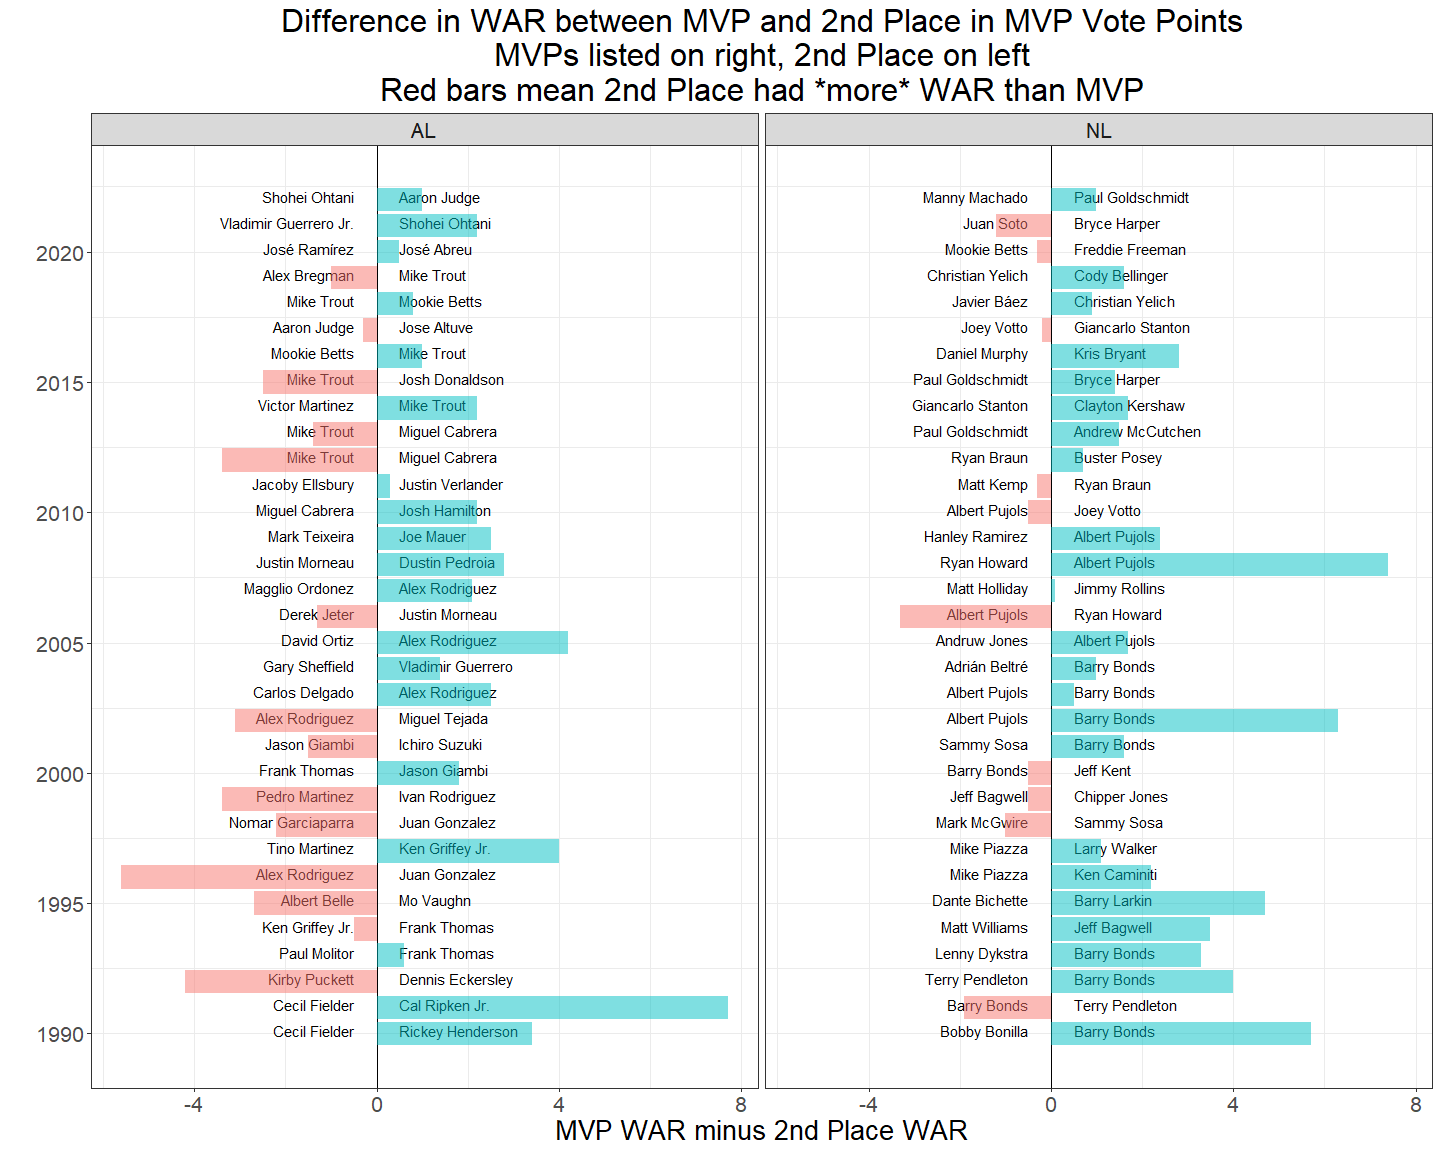 Difference in WAR between MVP and 2nd Place in MVP Vote Points
MVPs listed on right, 2nd Place on left
Red bars mean 2nd Place had *more* WAR than MVP
AL
NL
Shohei Ohtani Aaron Judge Manny Machado Paul Goldschmidt
Vladimir Guerrero Jr. Shohei Ohtani Juan Soto Bryce Harper
2020 José Ramírez José Abreu Mookie Betts Freddie Freeman
Alex Bregman Mike Trout Christian Yelich Cody Bellinger
Mike Trout Mookie Betts Javier Báez Christian Yelich
Aaron Judge Jose Altuve Joey Votto Giancarlo Stanton
Mookie Betts Mike Trout Daniel Murphy Kris Bryant
2015 Mike Trout Josh Donaldson Paul Goldschmidt Bryce Harper
Victor Martinez Mike Trout Giancarlo Stanton Clayton Kershaw
Mike Trout Miguel Cabrera Paul Goldschmidt Andrew McCutchen
Mike Trout Miguel Cabrera Ryan Braun Buster Posey
Jacoby Ellsbury Justin Verlander Matt Kemp Ryan Braun
2010 Miguel Cabrera Josh Hamilton Albert Pujols Joey Votto
Mark Teixeira Joe Mauer Hanley Ramirez Albert Pujols
Justin Morneau Dustin Pedroia Ryan Howard Albert Pujols
Magglio Ordonez Alex Rodriguez Matt Holliday Jimmy Rollins
Derek Jeter Justin Morneau Albert Pujols Ryan Howard
2005 David Ortiz Alex Rodriguez Andruw Jones Albert Pujols
Gary Sheffield Vladimir Guerrero Adrián Beltré Barry Bonds
Carlos Delgado Alex Rodriguez Albert Pujols Barry Bonds
Alex Rodriguez Miguel Tejada Albert Pujols Barry Bonds
Jason Giambi Ichiro Suzuki Sammy Sosa Barry Bonds
2000 Frank Thomas Jason Giambi Barry Bonds Jeff Kent
Pedro Martinez Ivan Rodriguez Jeff Bagwell Chipper Jones
Nomar Garciaparra Juan Gonzalez Mark McGwire Sammy Sosa
Tino Martinez Ken Griffey Jr. Mike Piazza Larry Walker
Alex Rodriguez Juan Gonzalez Mike Piazza Ken Caminiti
1995 Albert Belle Mo Vaughn Dante Bichette Barry Larkin
Ken Griffey Jr. Frank Thomas Matt Williams Jeff Bagwell
Paul Molitor Frank Thomas Lenny Dykstra Barry Bonds
Kirby Puckett Dennis Eckersley Terry Pendleton Barry Bonds
Cecil Fielder Cal Ripken Jr. Barry Bonds Terry Pendleton
1990 Cecil Fielder Rickey Henderson Bobby Bonilla Barry Bonds
-4 0 4 8 -4 0 4 8
MVP WAR minus 2nd Place WAR